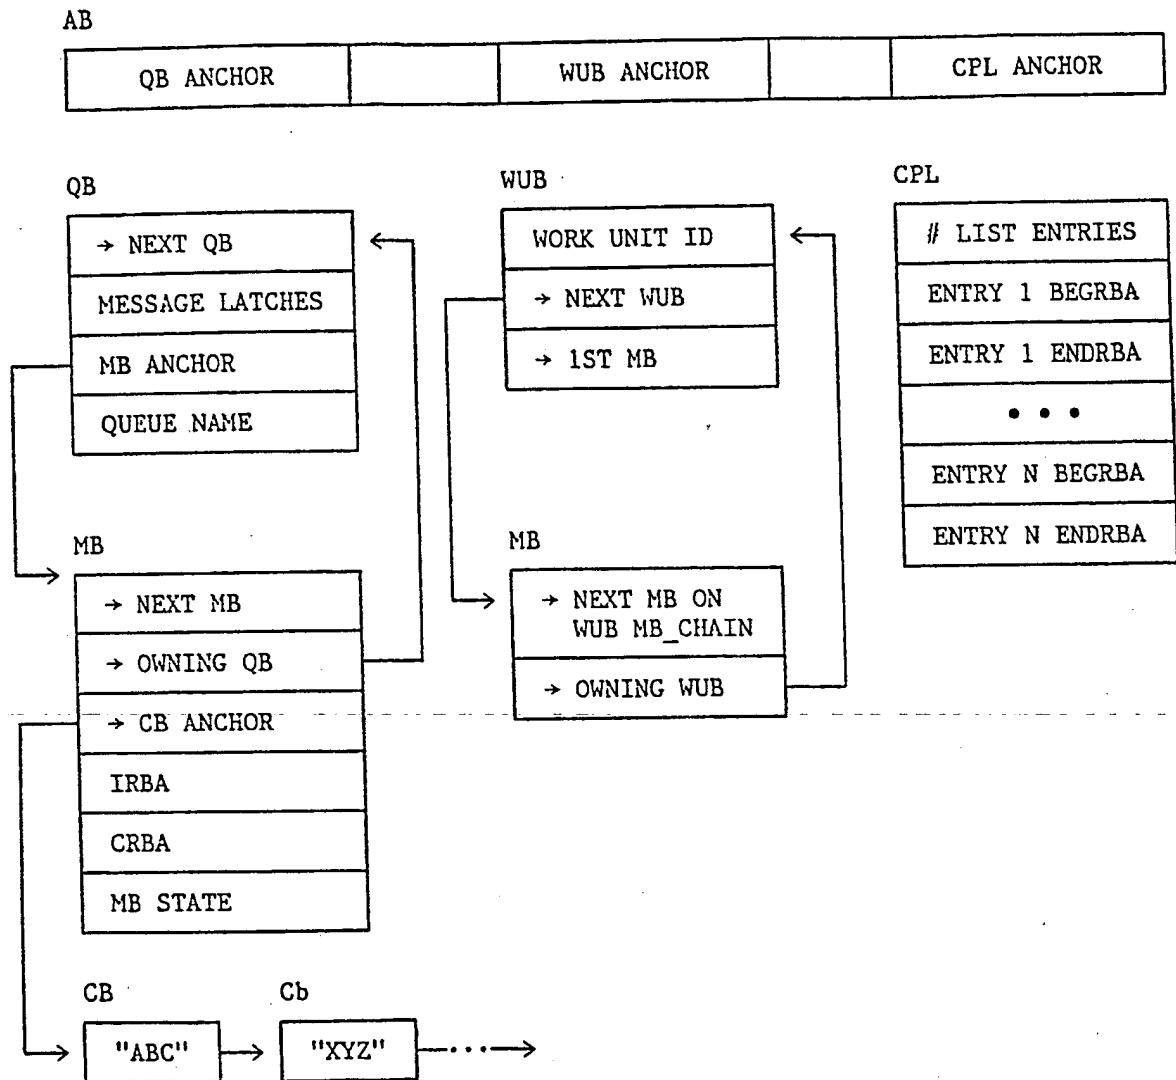 AB
QB ANCHOR
WUB ANCHOR
CPL ANCHOR
QB
→ NEXT QB
MESSAGE LATCHES
MB ANCHOR
QUEUE NAME
WUB
WORK UNIT ID
→ NEXT WUB
→ 1ST MB
CPL
# LIST ENTRIES
ENTRY 1 BEGRBA
ENTRY 1 ENDRBA
• • •
ENTRY N BEGRBA
ENTRY N ENDRBA
MB
→ NEXT MB
→ OWNING QB
→ CB ANCHOR
IRBA
CRBA
MB STATE
MB
→ NEXT MB ON
WUB MB_CHAIN
→ OWNING WUB
CB
"ABC"
Cb
"XYZ"